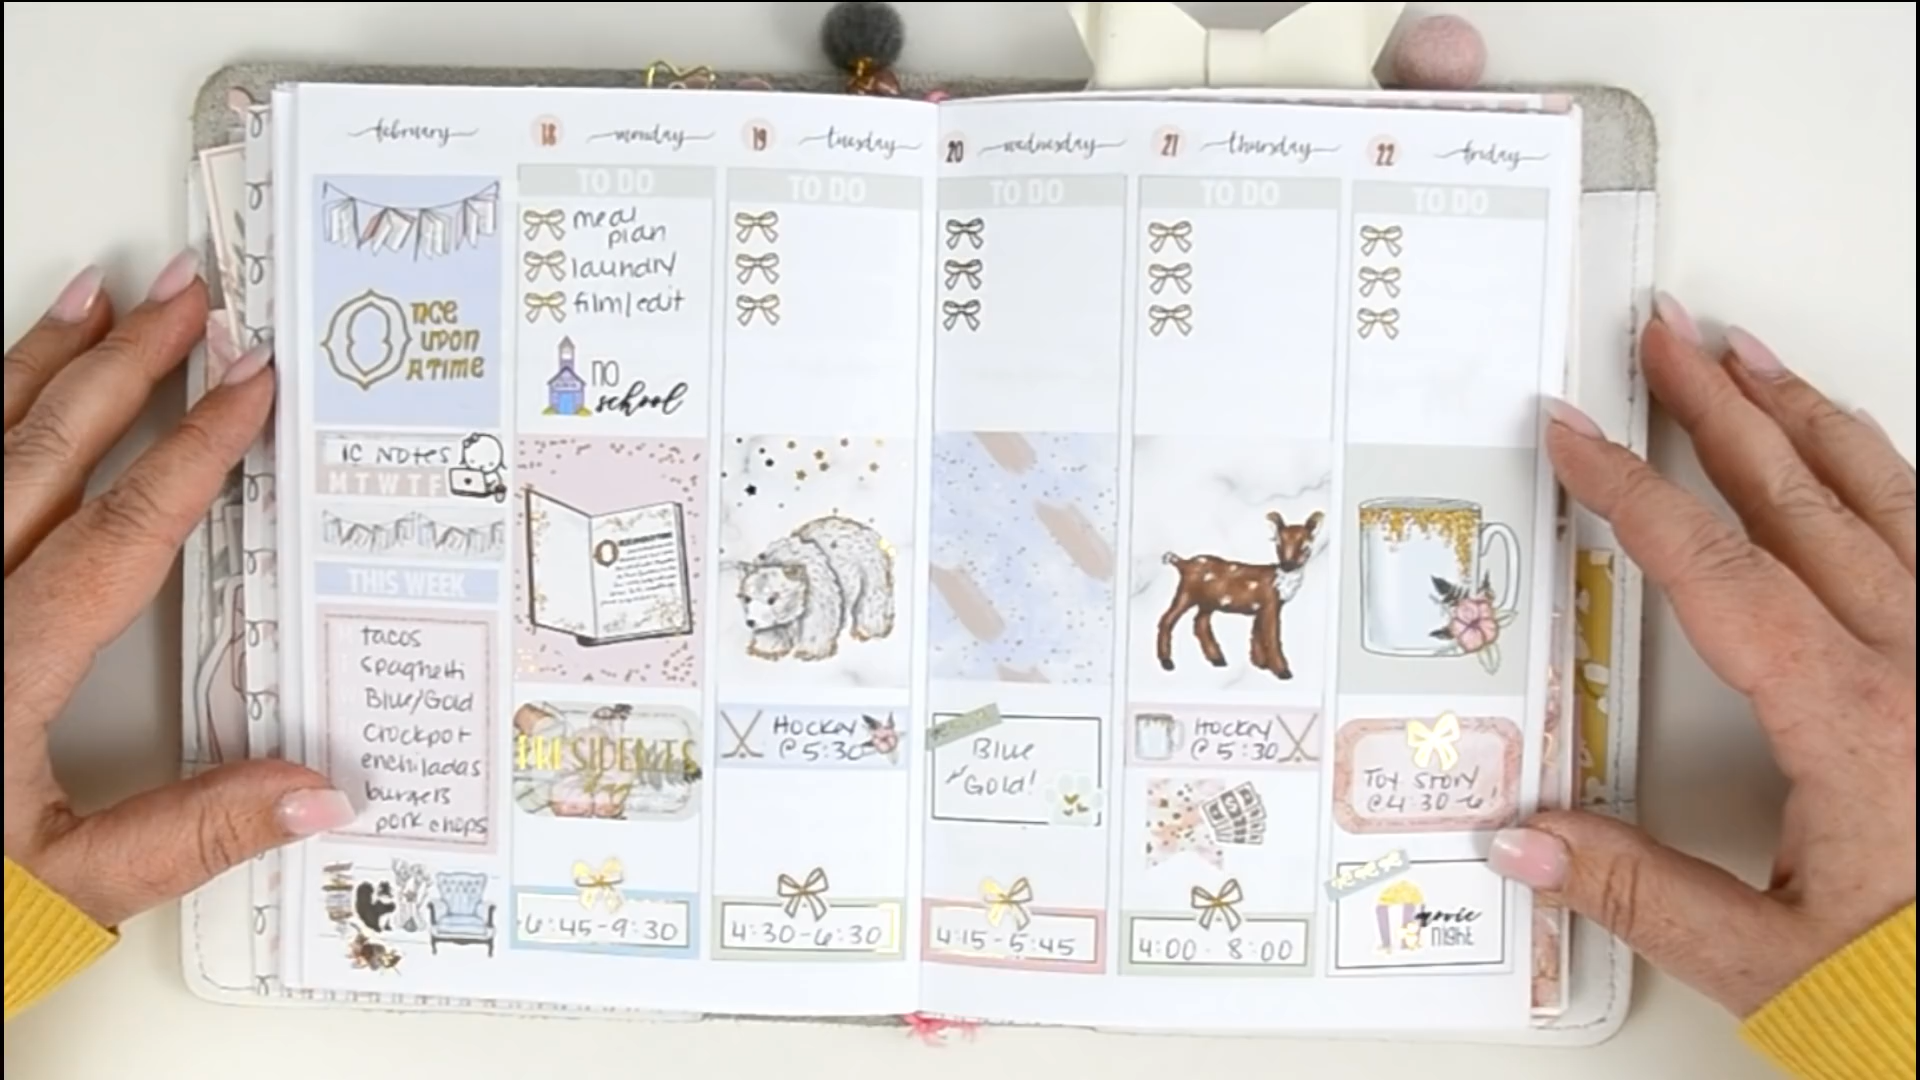 february
18 monday
19 tuesday
20 wednesday
21 thursday
22 friday
Once
upon
a time
IC Notes
M T W T F
THIS WEEK
tacos
spaghetti
Blue/Gold
crockpot
enchiladas
burgers
pork chops
TO DO
meal
plan
laundry
film/edit
no
school
PRESIDENTS
day
6:45-9:30
TO DO
HOCKEY
@ 5:30
4:30-6:30
TO DO
Blue
Gold!
4:15-5:45
TO DO
HOCKEY
@ 5:30
4:00-8:00
TO DO
TOY STORY
@ 4:30-6!
movie
night